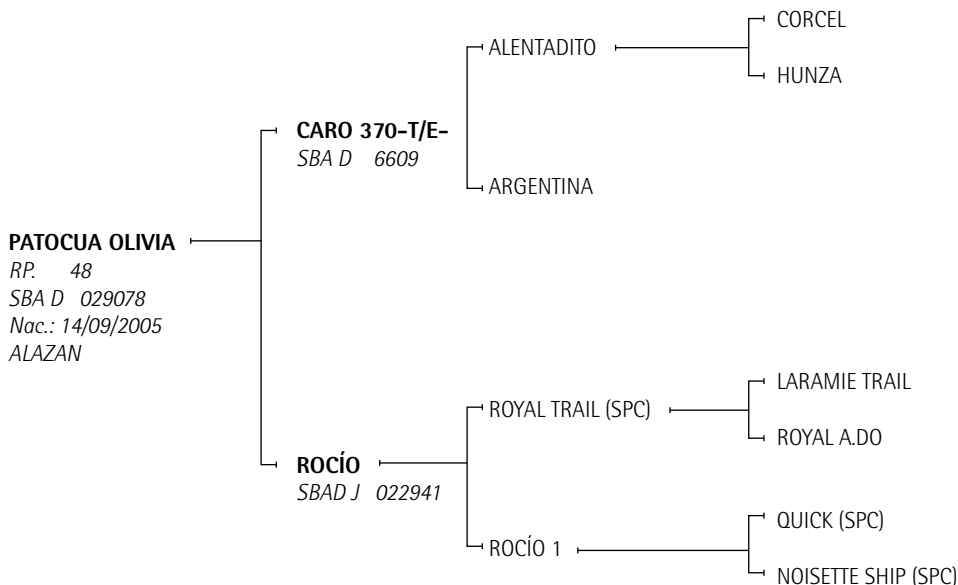 CORCEL
ALENTADITO
HUNZA
CARO 370-T/E-
SBA D 6609
ARGENTINA
PATOCUA OLIVIA
RP. 48
SBA D 029078
Nac.: 14/09/2005
ALAZAN
LARAMIE TRAIL
ROYAL TRAIL (SPC)
ROYAL A.DO
ROCÍO
SBAD J 022941
QUICK (SPC)
ROCÍO 1
NOISETTE SHIP (SPC)